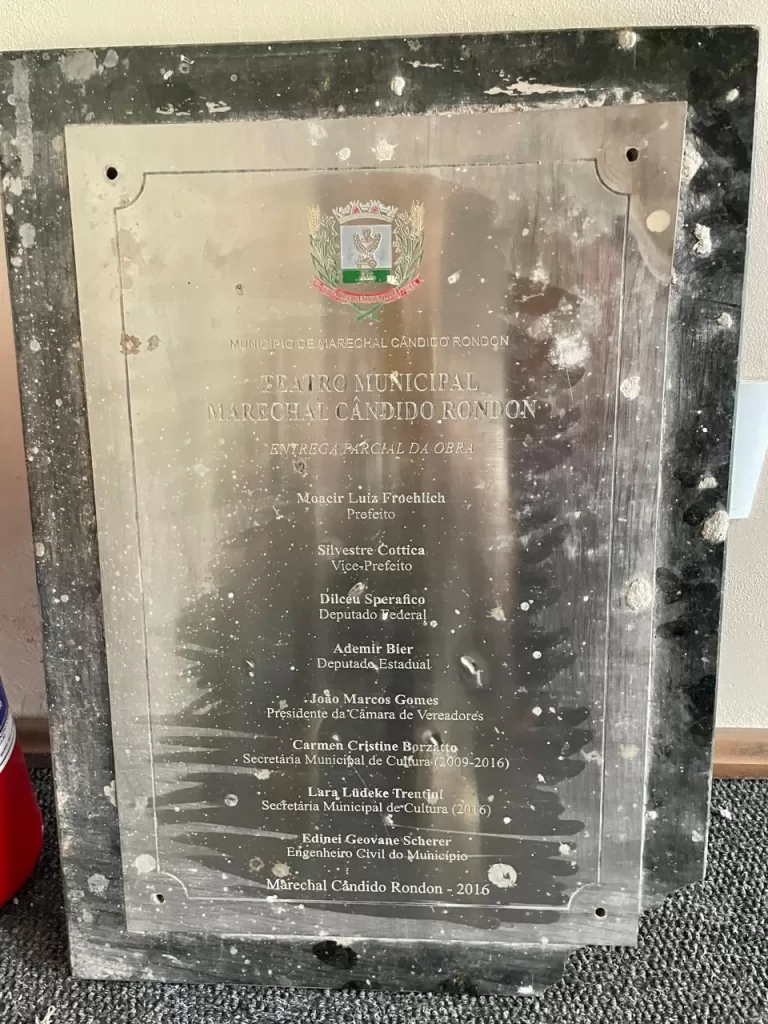 MUNICÍPIO DE MARECHAL CÂNDIDO RONDON
TEATRO MUNICIPAL
MARECHAL CÂNDIDO RONDON
ENTREGA PARCIAL DA OBRA
Moacir Luiz Froehlich
Prefeito
Silvestre Cottica
Vice-Prefeito
Dilceu Sperafico
Deputado Federal
Ademir Bier
Deputado Estadual
João Marcos Gomes
Presidente da Câmara de Vereadores
Carmen Cristine Borzatto
Secretária Municipal de Cultura (2009-2016)
Lara Lüdeke Trentini
Secretária Municipal de Cultura (2016)
Edinei Geovane Scherer
Engenheiro Civil do Município
Marechal Cândido Rondon - 2016